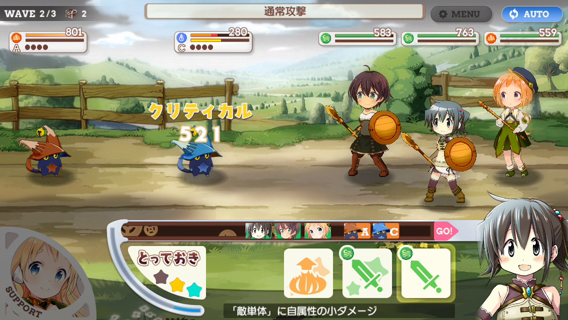 WAVE 2/3 2
通常攻撃
MENU
AUTO
801
A
280
C
583
763
559
クリティカル
521
A C GO!
とっておき
SUPPORT
「敵単体」に自属性の小ダメージ